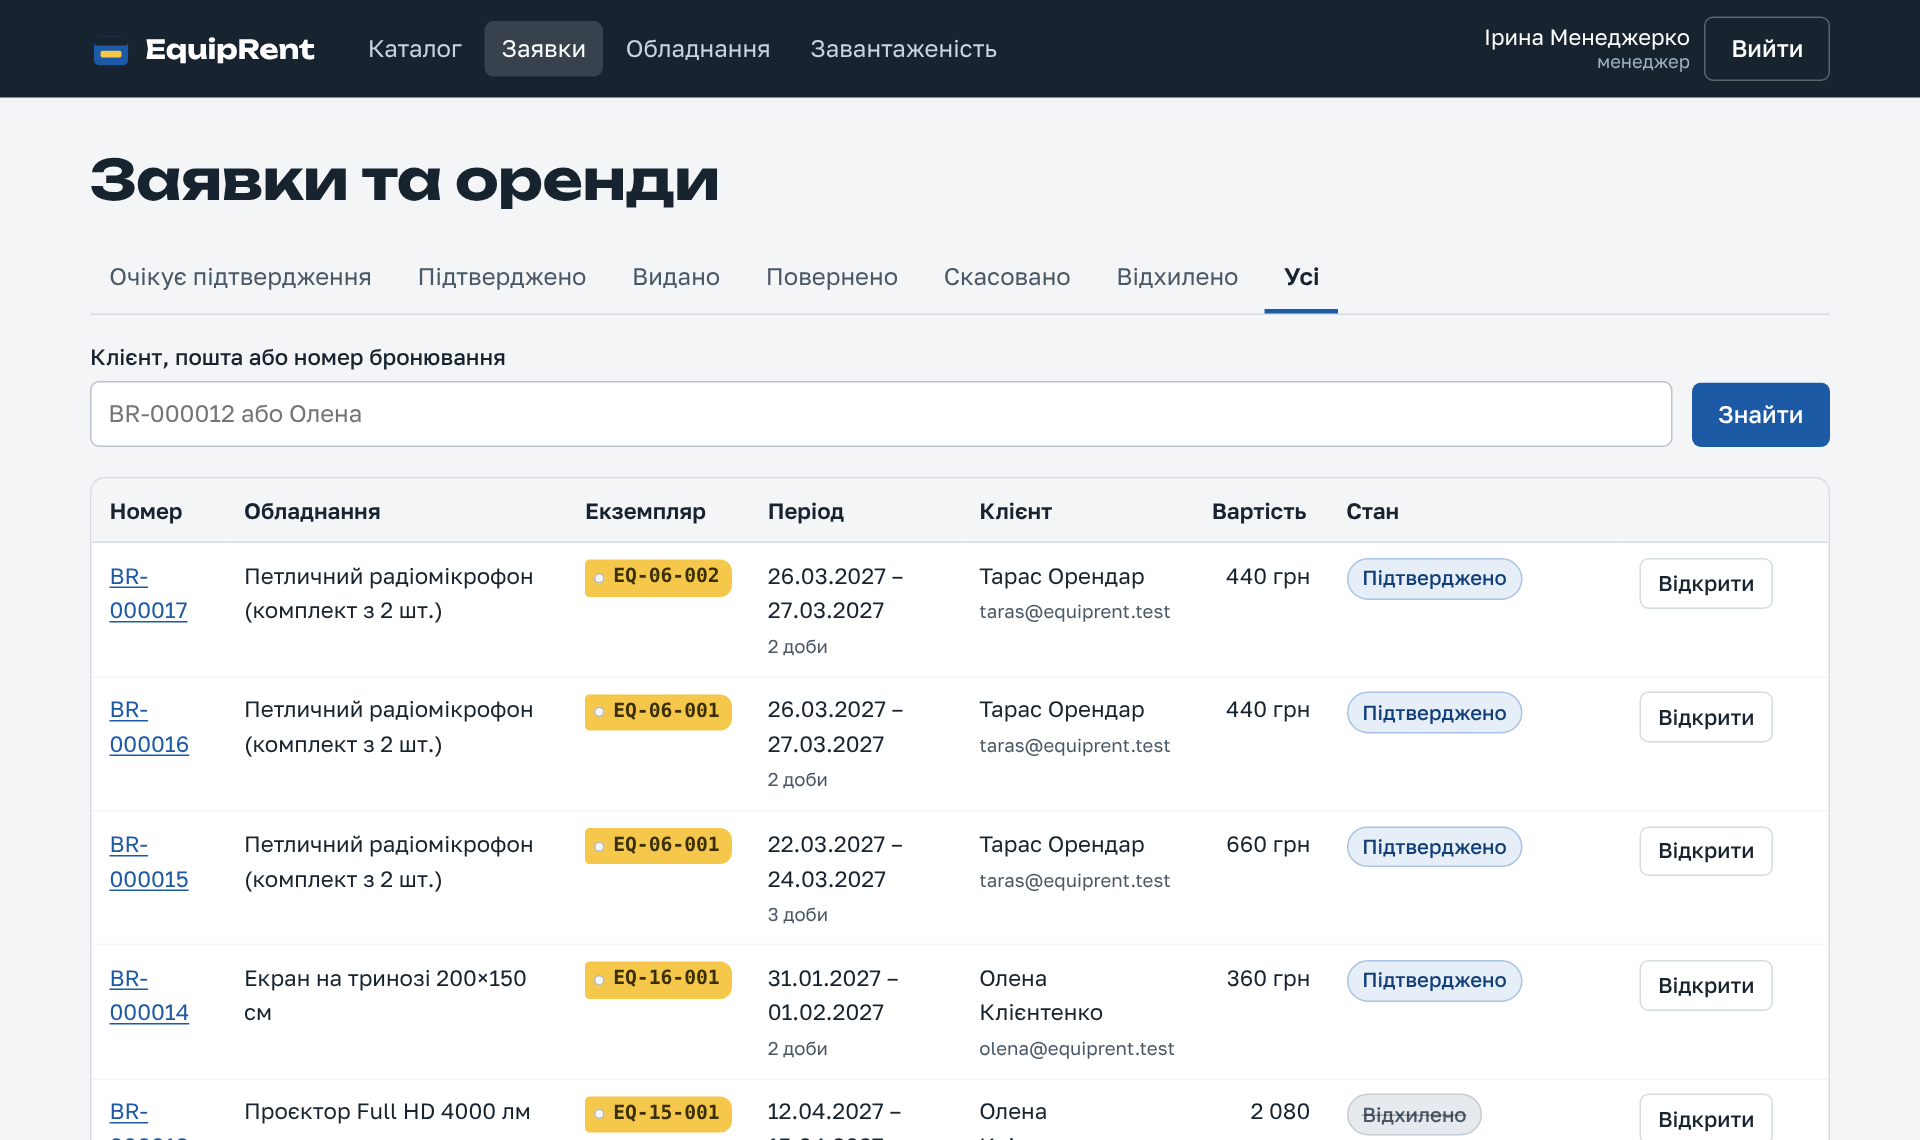 EquipRent
Каталог
Заявки
Обладнання
Завантаженість
Ірина Менеджерко
менеджер
Вийти
Заявки та оренди
Очікує підтвердження
Підтверджено
Видано
Повернено
Скасовано
Відхилено
Усі
Клієнт, пошта або номер бронювання
BR-000012 або Олена
Знайти
Номер
Обладнання
Екземпляр
Період
Клієнт
Вартість
Стан
BR-
000017
Петличний радіомікрофон
(комплект з 2 шт.)
EQ-06-002
26.03.2027 –
27.03.2027
2 доби
Тарас Орендар
taras@equiprent.test
440 грн
Підтверджено
Відкрити
BR-
000016
Петличний радіомікрофон
(комплект з 2 шт.)
EQ-06-001
26.03.2027 –
27.03.2027
2 доби
Тарас Орендар
taras@equiprent.test
440 грн
Підтверджено
Відкрити
BR-
000015
Петличний радіомікрофон
(комплект з 2 шт.)
EQ-06-001
22.03.2027 –
24.03.2027
3 доби
Тарас Орендар
taras@equiprent.test
660 грн
Підтверджено
Відкрити
BR-
000014
Екран на тринозі 200×150
см
EQ-16-001
31.01.2027 –
01.02.2027
2 доби
Олена
Клієнтенко
olena@equiprent.test
360 грн
Підтверджено
Відкрити
BR-
Проєктор Full HD 4000 лм
EQ-15-001
12.04.2027 –
Олена
2 080
Відхилено
Відкрити